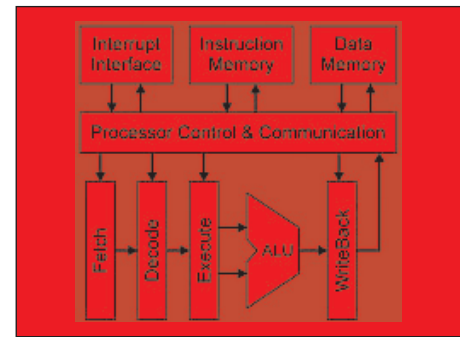 Interrupt
Interface
Instruction
Memory
Data
Memory
Processor Control & Communication
Fetch
Decode
Execute
ALU
WriteBack